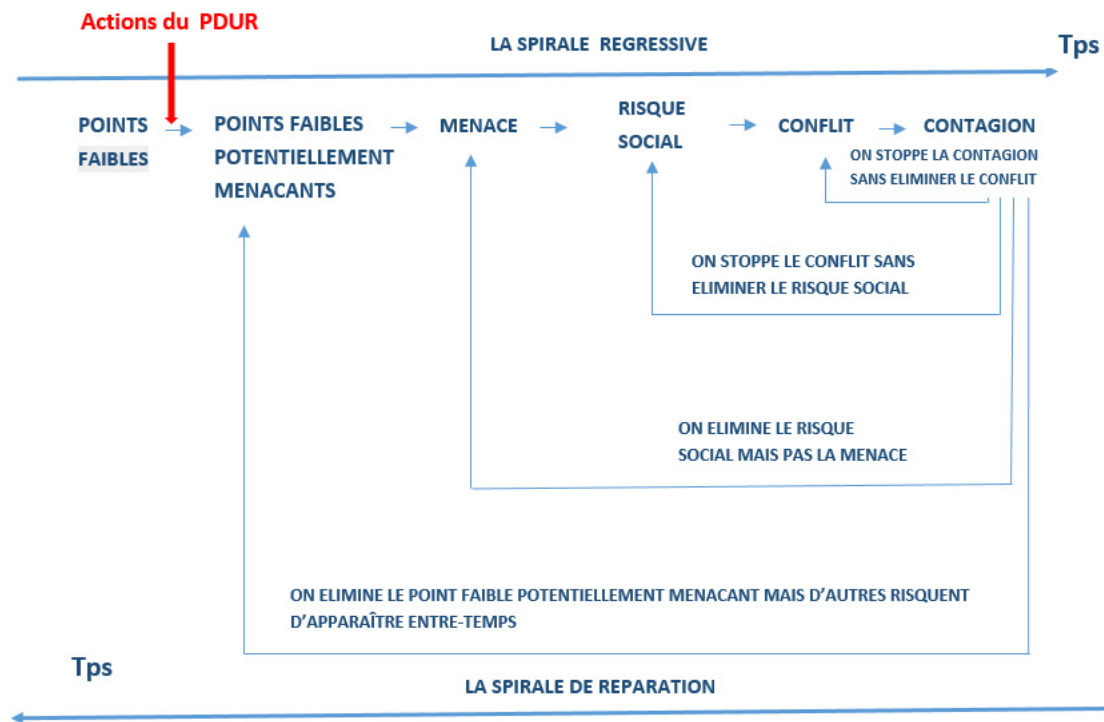 Actions du PDUR
LA SPIRALE REGRESSIVE
Tps
POINTS
FAIBLES
POINTS FAIBLES
POTENTIELLEMENT
MENACANTS
MENACE
RISQUE
SOCIAL
CONFLIT
CONTAGION
ON STOPPE LA CONTAGION
SANS ELIMINER LE CONFLIT
ON STOPPE LE CONFLIT SANS
ELIMINER LE RISQUE SOCIAL
ON ELIMINE LE RISQUE
SOCIAL MAIS PAS LA MENACE
ON ELIMINE LE POINT FAIBLE POTENTIELLEMENT MENACANT MAIS D'AUTRES RISQUENT
D'APPARAÎTRE ENTRE-TEMPS
Tps
LA SPIRALE DE REPARATION